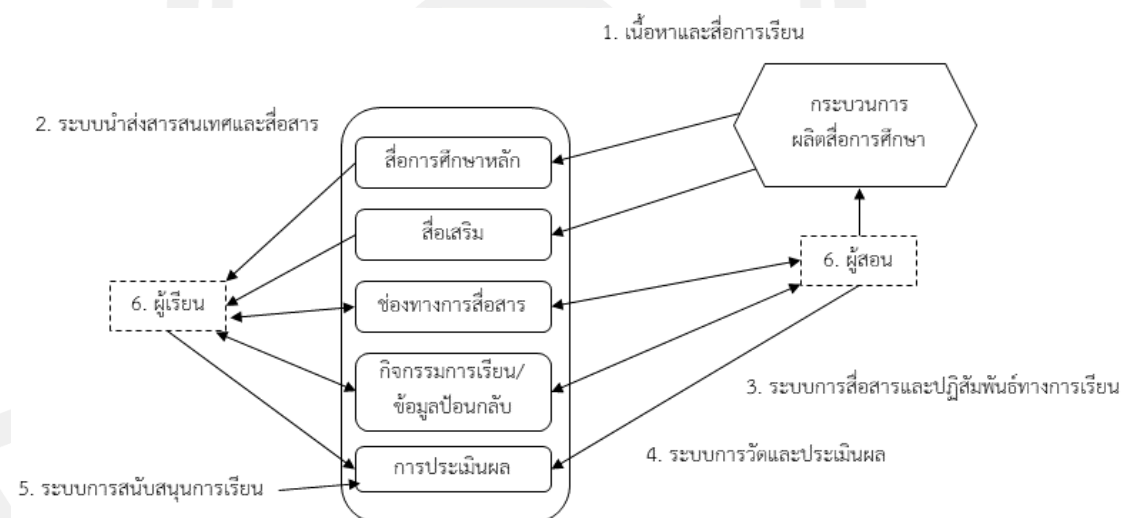 1. เนื้อหาและสื่อการเรียน
กระบวนการ
ผลิตสื่อการศึกษา
2. ระบบนำส่งสารสนเทศและสื่อสาร
สื่อการศึกษาหลัก
สื่อเสริม
6. ผู้สอน
6. ผู้เรียน
ช่องทางการสื่อสาร
กิจกรรมการเรียน/
ข้อมูลป้อนกลับ
3. ระบบการสื่อสารและปฏิสัมพันธ์ทางการเรียน
4. ระบบการวัดและประเมินผล
การประเมินผล
5. ระบบการสนับสนุนการเรียน